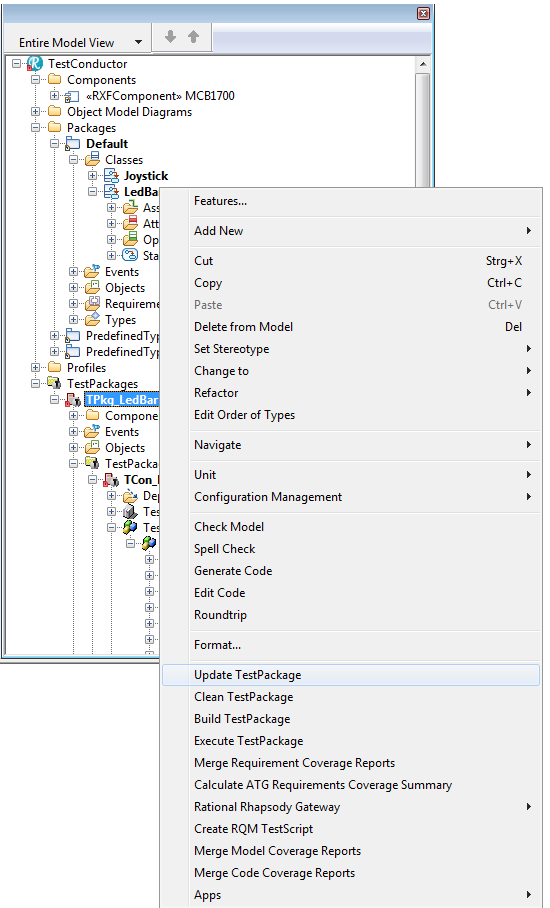 Entire Model View
TestConductor
Components
«RXFComponent» MCB1700
Object Model Diagrams
Packages
Default
Classes
Joystick
LedBa
Ass
Att
Op
Sta
Events
Objects
Requireme
Types
PredefinedTyp
PredefinedTyp
Profiles
TestPackages
TPkg_LedBar
Compone
Events
Objects
TestPacka
TCon_
Dep
Tes
Tes
Features...
Add New
Cut Strg+X
Copy Ctrl+C
Paste Ctrl+V
Delete from Model Del
Set Stereotype
Change to
Refactor
Edit Order of Types
Navigate
Unit
Configuration Management
Check Model
Spell Check
Generate Code
Edit Code
Roundtrip
Format...
Update TestPackage
Clean TestPackage
Build TestPackage
Execute TestPackage
Merge Requirement Coverage Reports
Calculate ATG Requirements Coverage Summary
Rational Rhapsody Gateway
Create RQM TestScript
Merge Model Coverage Reports
Merge Code Coverage Reports
Apps